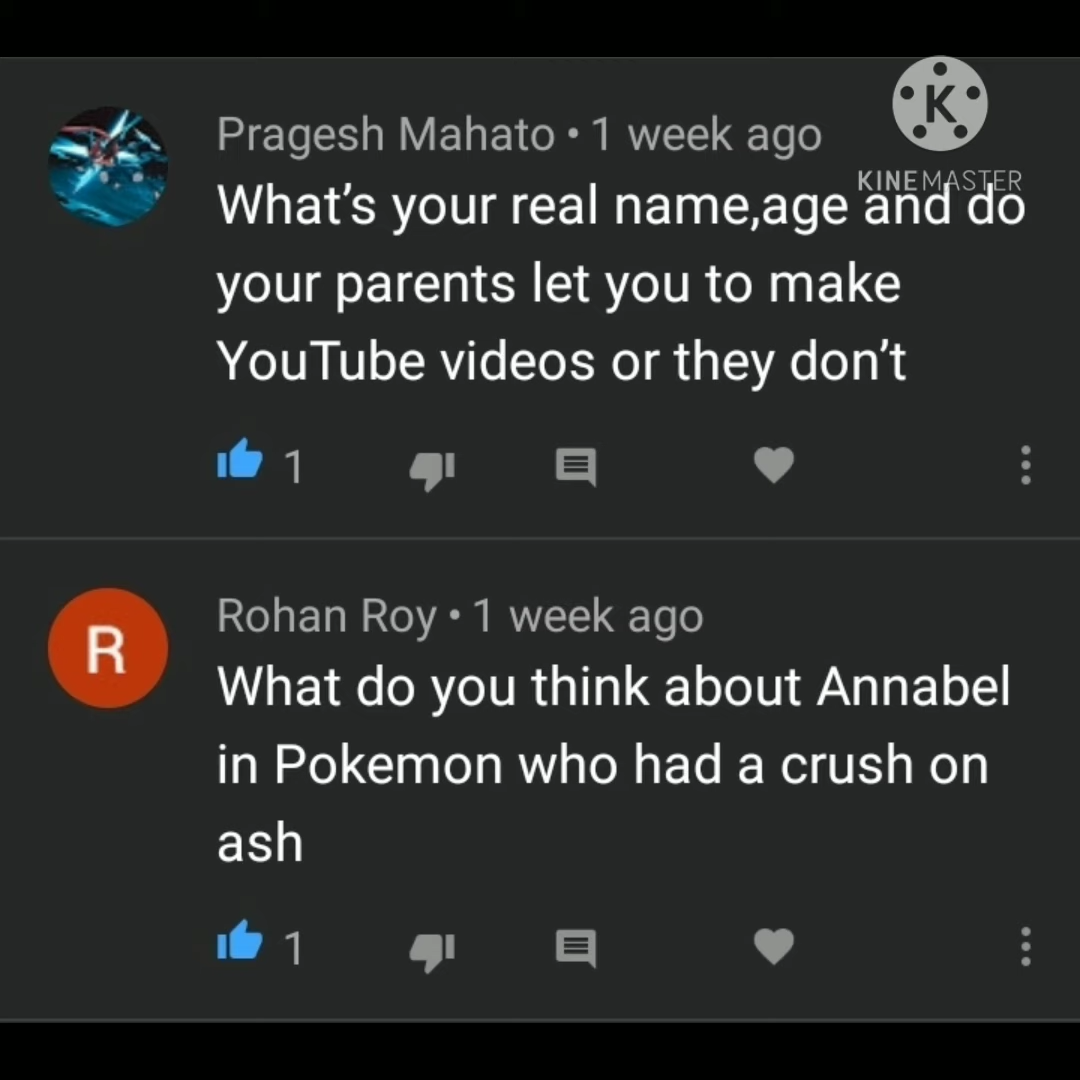 Pragesh Mahato • 1 week ago
K
KINEMASTER
What's your real name,age and do
your parents let you to make
YouTube videos or they don't
1
R
Rohan Roy • 1 week ago
What do you think about Annabel
in Pokemon who had a crush on
ash
1